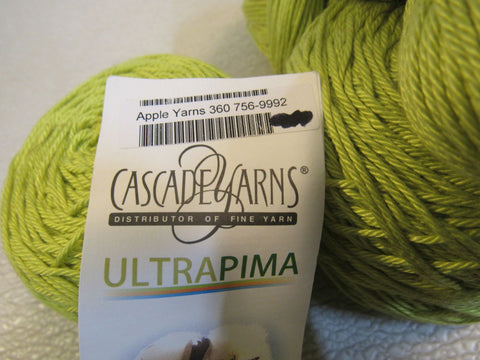 Apple Yarns 360 756-9992
CASCADE YARNS®
DISTRIBUTOR OF FINE YARN
ULTRAPIMA